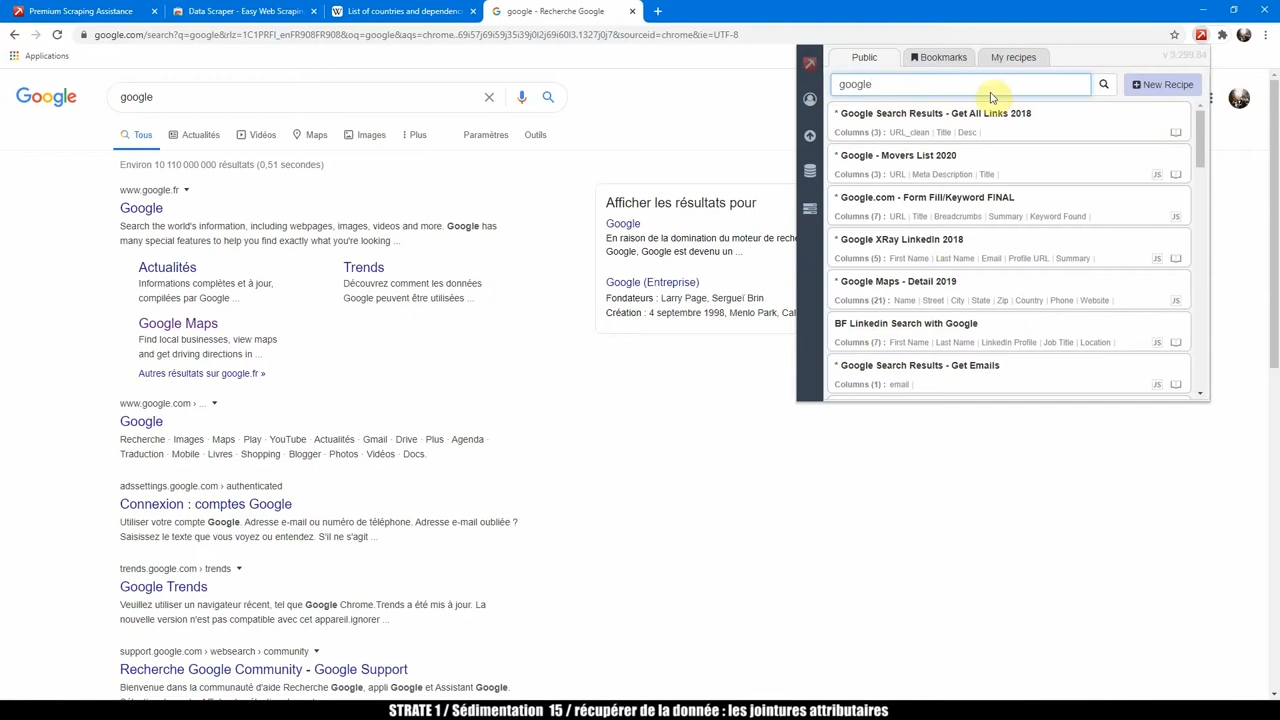 Premium Scraping Assistance
Data Scraper - Easy Web Scrapin
List of countries and dependenc
google - Recherche Google
google.com/search?q=google&rlz=1C1PRFI_enFR908FR908&oq=google&aqs=chrome..69i57j69i59j35i39j0l2j69i60l3.1327j0j7&sourceid=chrome&ie=UTF-8
Applications
Google
google
Tous
Actualités
Vidéos
Maps
Images
Plus
Paramètres
Outils
Environ 10 110 000 000 résultats (0,51 secondes)
www.google.fr
Google
Search the world's information, including webpages, images, videos and more. Google has
many special features to help you find exactly what you're looking ...
Actualités
Informations complètes et à jour,
compilées par Google ...
Trends
Découvrez comment les données
Google peuvent être utilisées ...
Google Maps
Find local businesses, view maps
and get driving directions in ...
Autres résultats sur google.fr »
www.google.com › ...
Google
Recherche · Images · Maps · Play · YouTube · Actualités · Gmail · Drive · Plus · Agenda ·
Traduction · Mobile · Livres · Shopping · Blogger · Photos · Vidéos · Docs.
adssettings.google.com › authenticated
Connexion : comptes Google
Utiliser votre compte Google. Adresse e-mail ou numéro de téléphone. Adresse e-mail oubliée ?
Saisissez le texte que vous voyez ou entendez. S'il ne s'agit ...
trends.google.com › trends
Google Trends
Veuillez utiliser un navigateur récent, tel que Google Chrome.Trends a été mis à jour. La
nouvelle version n'est pas compatible avec cet appareil.ignorer ...
support.google.com › websearch › community
Recherche Google Community - Google Support
Bienvenue dans la communauté d'aide Recherche Google, appli Google et Assistant Google.
Afficher les résultats pour
Google
En raison de la domination du moteur de reche
Google, Google est devenu un ...
Google (Entreprise)
Fondateurs : Larry Page, Sergueï Brin
Création : 4 septembre 1998, Menlo Park, Cal
Public
Bookmarks
My recipes
v 3.299.84
google
New Recipe
* Google Search Results - Get All Links 2018
Columns (3) : URL_clean | Title | Desc |
* Google - Movers List 2020
Columns (3) : URL | Meta Description | Title |
JS
* Google.com - Form Fill/Keyword FINAL
Columns (7) : URL | Title | Breadcrumbs | Summary | Keyword Found |
JS
* Google XRay LinkedIn 2018
Columns (5) : First Name | Last Name | Email | Profile URL | Summary |
JS
* Google Maps - Detail 2019
Columns (21) : Name | Street | City | State | Zip | Country | Phone | Website |
JS
BF Linkedin Search with Google
Columns (7) : First Name | Last Name | LinkedIn Profile | Job Title | Location |
JS
* Google Search Results - Get Emails
Columns (1) : email |
JS
STRATE 1 / Sédimentation 15 / récupérer de la donnée : les jointures attributaires